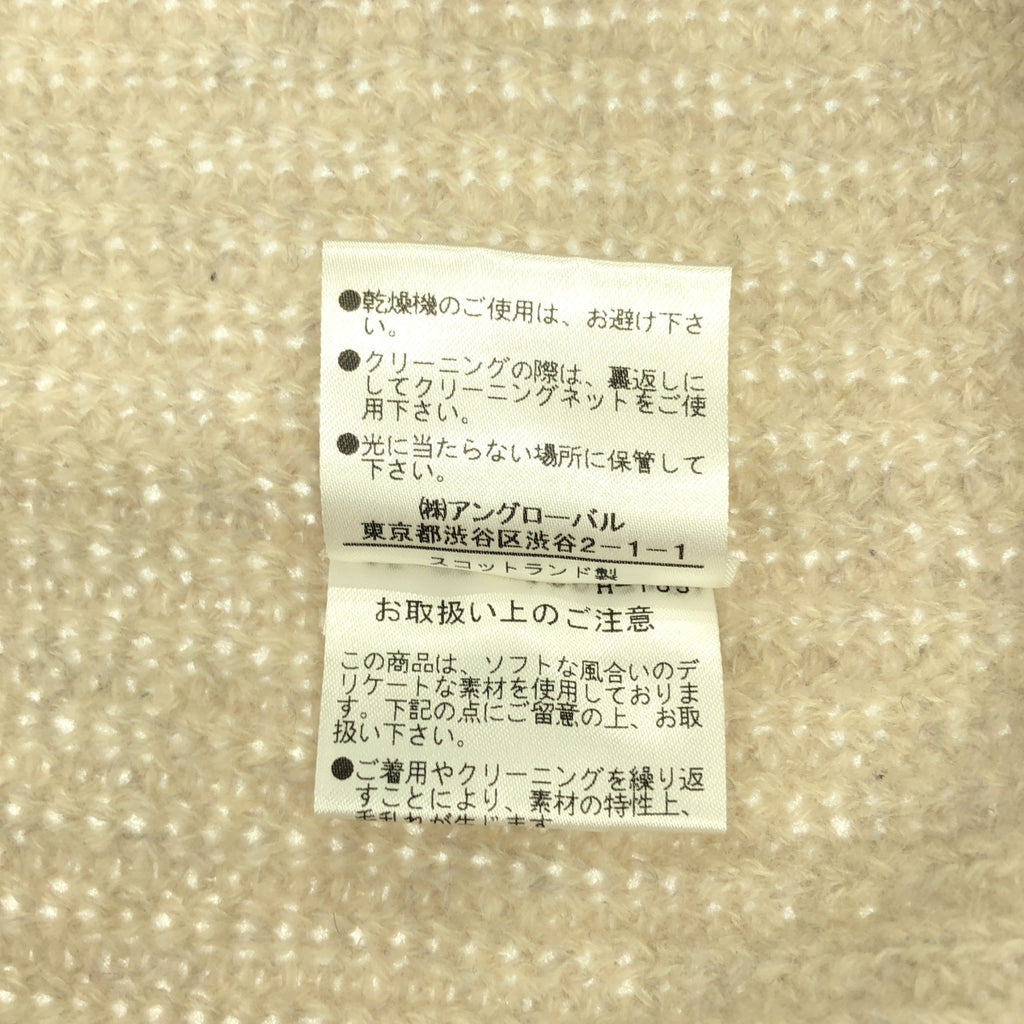 ●乾燥機のご使用は、お避け下さ
い。
●クリーニングの際は、裏返しに
してクリーニングネットをご使
用下さい。
●光に当たらない場所に保管して
下さい。
㈱アングローバル
東京都渋谷区渋谷2-1-1
スコットランド製
お取扱い上のご注意
この商品は、ソフトな風合いのデ
リケートな素材を使用しておりま
す。下記の点にご留意の上、お取
扱い下さい。
●ご着用やクリーニングを繰り返
すことにより、素材の特性上、
毛乱れが生じます